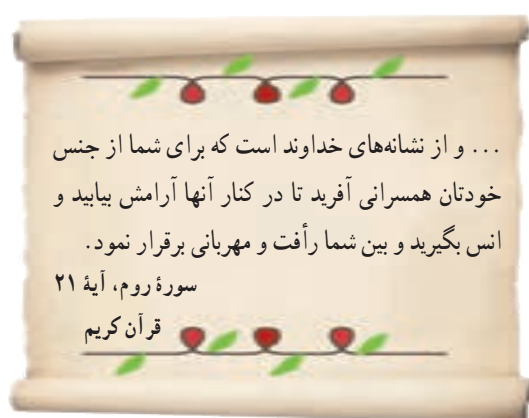 ... و از نشانه‌های خداوند است که برای شما از جنس
خودتان همسرانی آفرید تا در کنار آنها آرامش بیابید و
انس بگیرید و بین شما رأفت و مهربانی برقرار نمود.
سورهٔ روم، آیهٔ ۲۱
قرآن کریم